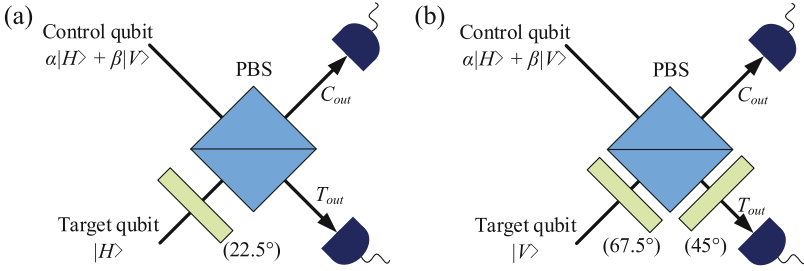 (a)
Control qubit
α|H> + β|V>
PBS
C_out
T_out
Target qubit
|H>
(22.5°)
(b)
Control qubit
α|H> + β|V>
PBS
C_out
T_out
Target qubit
|V>
(67.5°)
(45°)